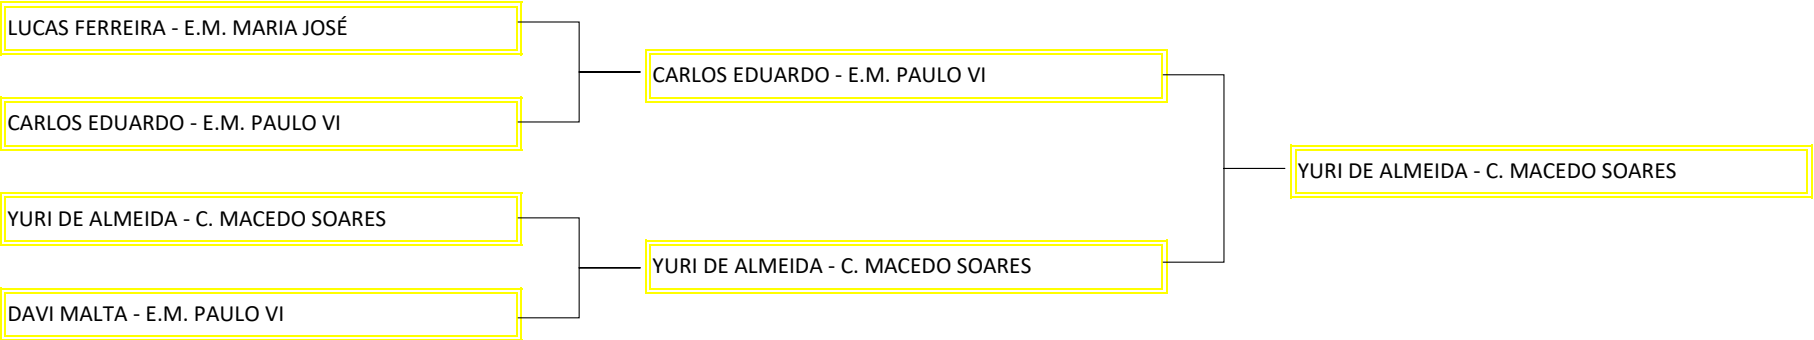 LUCAS FERREIRA - E.M. MARIA JOSÉ
CARLOS EDUARDO - E.M. PAULO VI
YURI DE ALMEIDA - C. MACEDO SOARES
DAVI MALTA - E.M. PAULO VI
CARLOS EDUARDO - E.M. PAULO VI
YURI DE ALMEIDA - C. MACEDO SOARES
YURI DE ALMEIDA - C. MACEDO SOARES